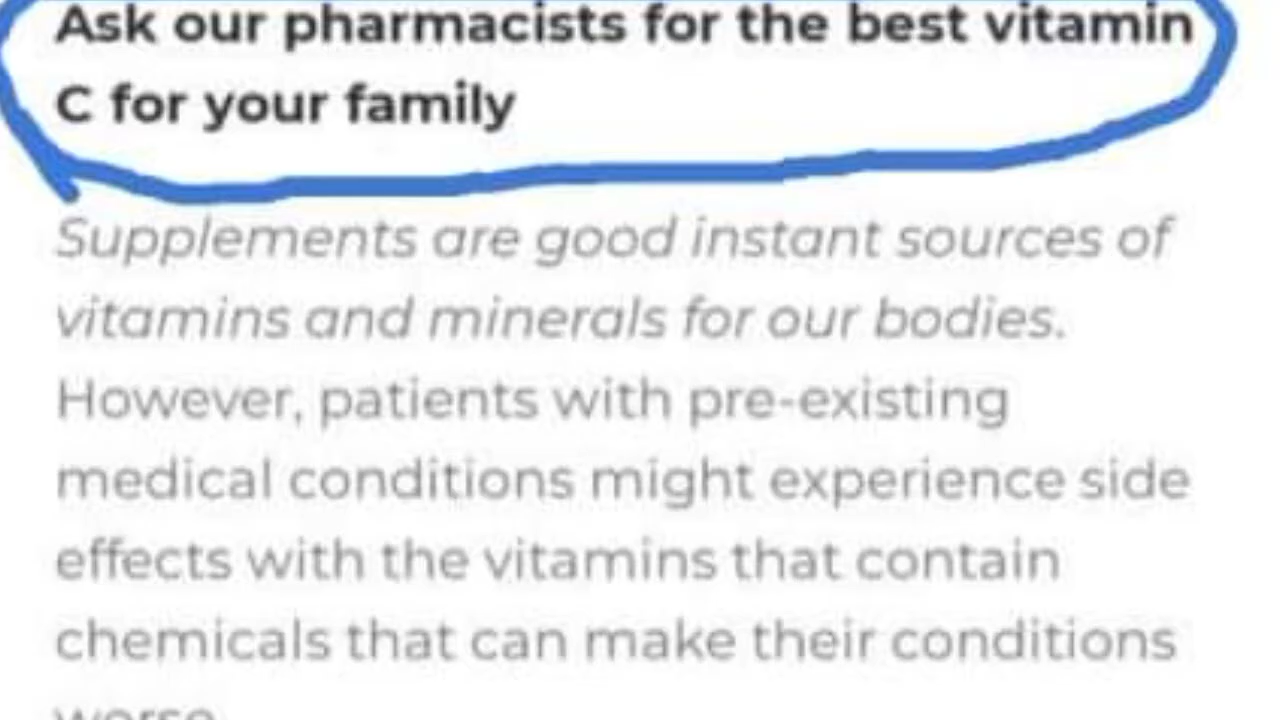 Ask our pharmacists for the best vitamin
C for your family
Supplements are good instant sources of
vitamins and minerals for our bodies.
However, patients with pre-existing
medical conditions might experience side
effects with the vitamins that contain
chemicals that can make their conditions
worse